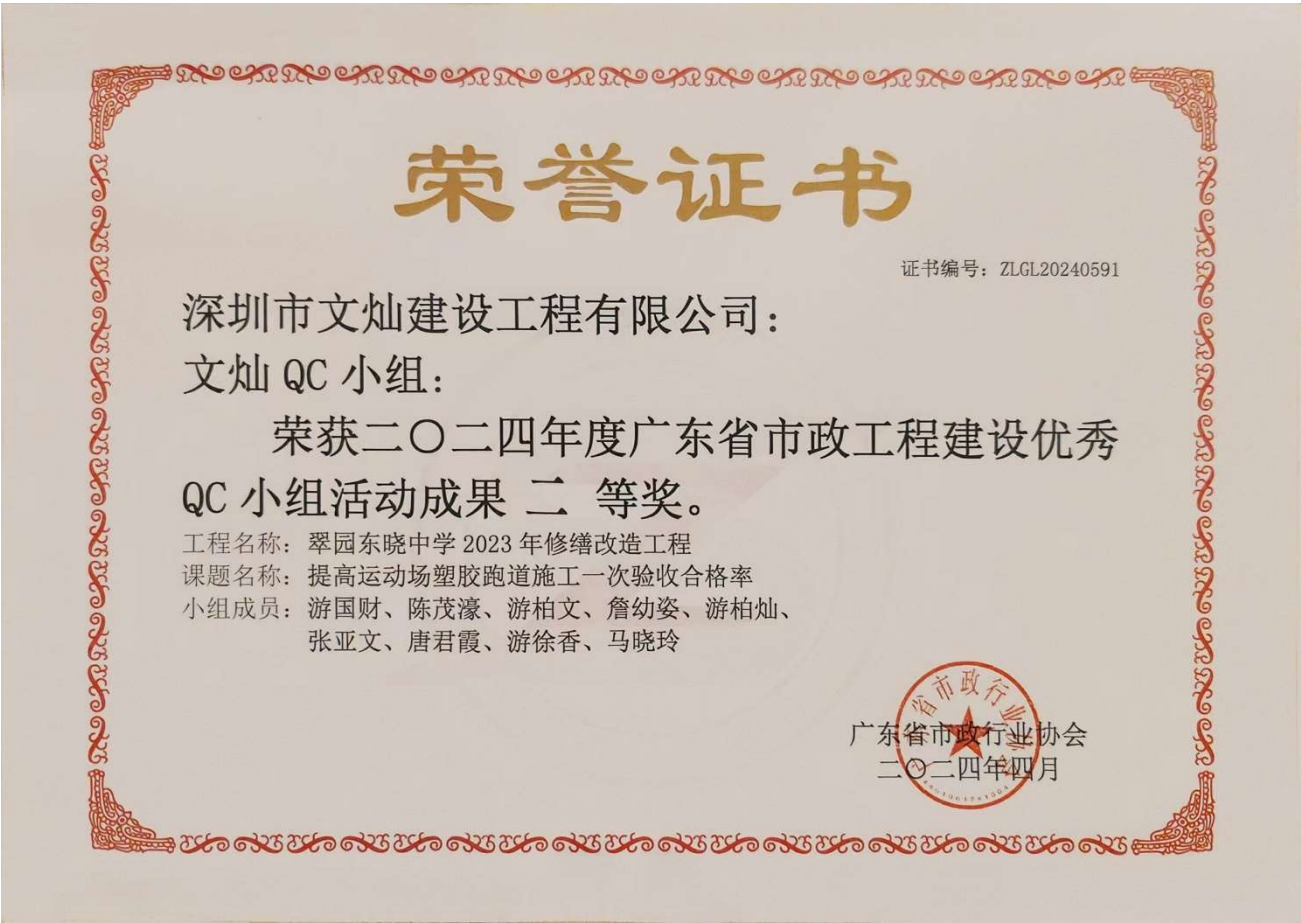 荣誉证书
证书编号：ZLGL20240591
深圳市文灿建设工程有限公司：
文灿 QC 小组：
荣获二〇二四年度广东省市政工程建设优秀
QC 小组活动成果 二 等奖。
工程名称：翠园东晓中学 2023 年修缮改造工程
课题名称：提高运动场塑胶跑道施工一次验收合格率
小组成员：游国财、陈茂濠、游柏文、詹幼姿、游柏灿、
张亚文、唐君霞、游徐香、马晓玲
广东省市政行业协会
二〇二四年四月